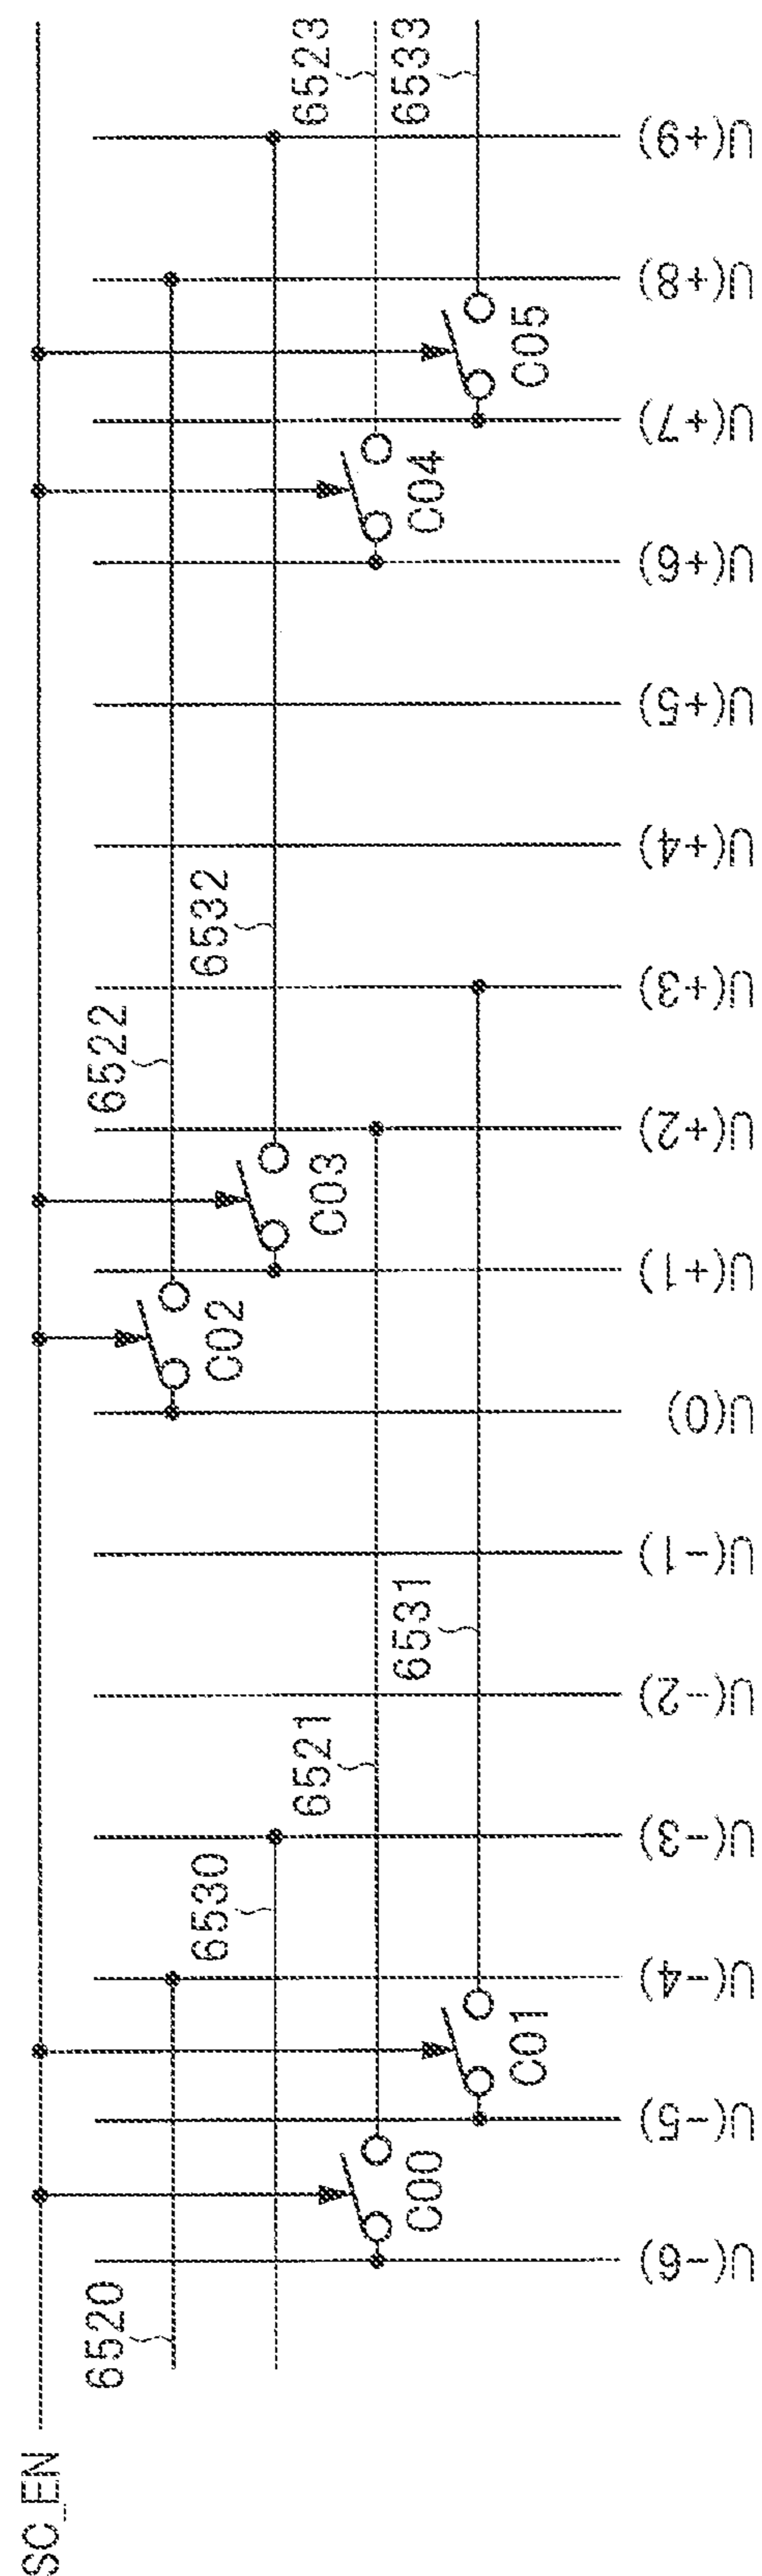 SC_EN
6520
6530
6521
6531
6522
6532
6523
6533
C00
C01
C02
C03
C04
C05
U(-6)
U(-5)
U(-4)
U(-3)
U(-2)
U(-1)
U(0)
U(+1)
U(+2)
U(+3)
U(+4)
U(+5)
U(+6)
U(+7)
U(+8)
U(+9)